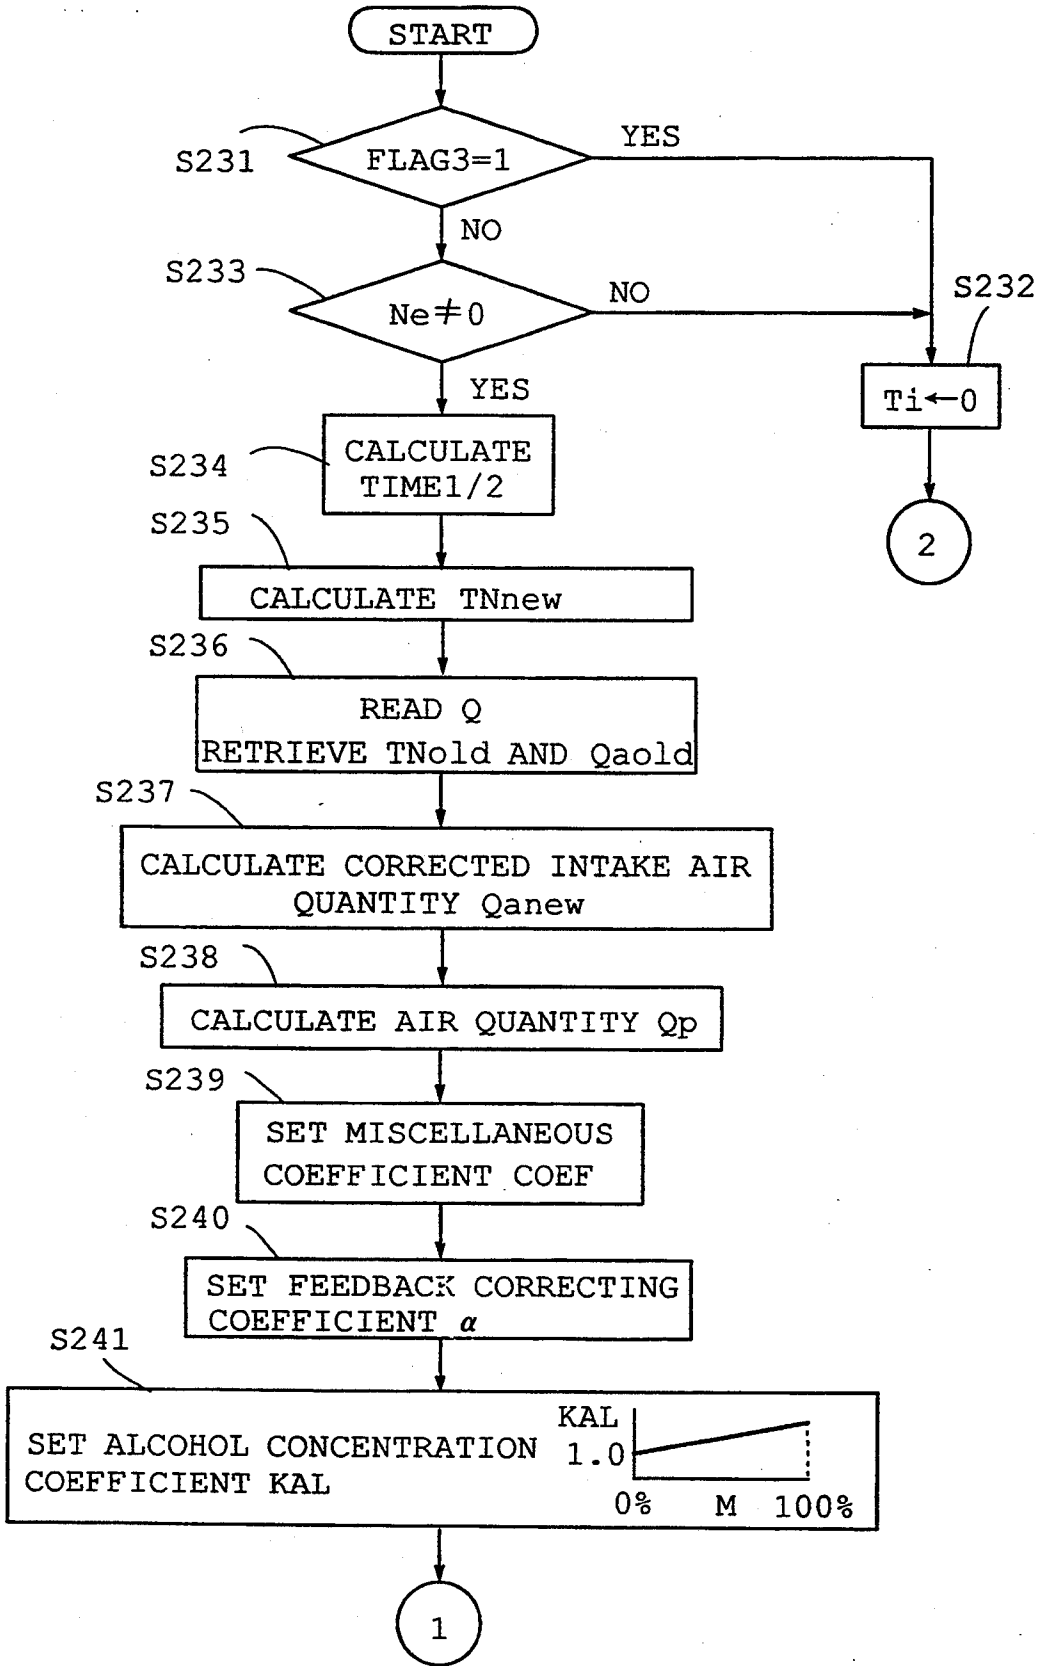 START
S231
FLAG3=1
YES
NO
S233
Ne≠0
NO
S232
YES
Ti←0
S234
CALCULATE
TIME1/2
2
S235
CALCULATE TNnew
S236
READ Q
RETRIEVE TNold AND Qaold
S237
CALCULATE CORRECTED INTAKE AIR
QUANTITY Qanew
S238
CALCULATE AIR QUANTITY Qp
S239
SET MISCELLANEOUS
COEFFICIENT COEF
S240
SET FEEDBACK CORRECTING
COEFFICIENT α
S241
SET ALCOHOL CONCENTRATION
COEFFICIENT KAL
KAL
1.0
0% M 100%
1